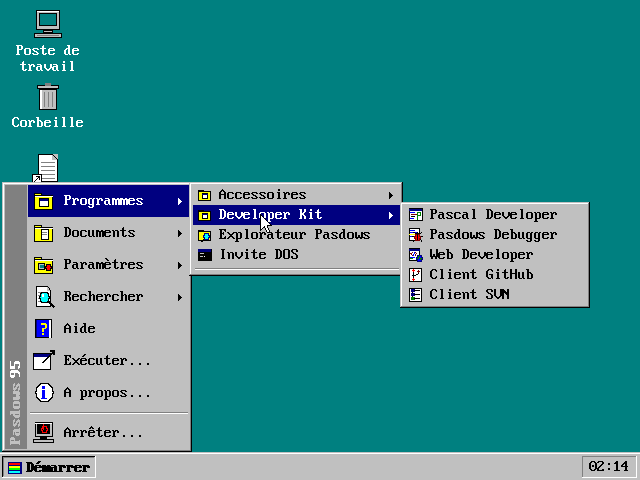 Poste de
travail
Corbeille
Programmes
Documents
Paramètres
Rechercher
Aide
Exécuter...
A propos...
Arrêter...
Pasdows 95
Accessoires
Developer Kit
Explorateur Pasdows
Invite DOS
Pascal Developer
Pasdows Debugger
Web Developer
Client GitHub
Client SVN
Démarrer
02:14